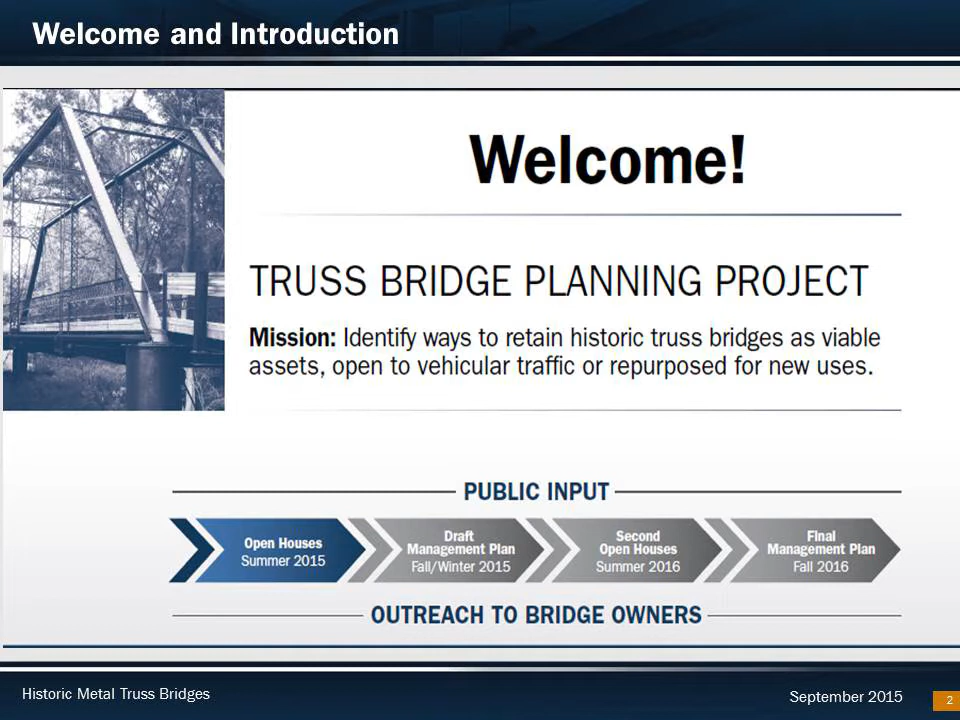 Welcome and Introduction
Welcome!
TRUSS BRIDGE PLANNING PROJECT
Mission: Identify ways to retain historic truss bridges as viable
assets, open to vehicular traffic or repurposed for new uses.
PUBLIC INPUT
Open Houses
Summer 2015
Draft
Management Plan
Fall/Winter 2015
Second
Open Houses
Summer 2016
Final
Management Plan
Fall 2016
OUTREACH TO BRIDGE OWNERS
Historic Metal Truss Bridges
September 2015
2